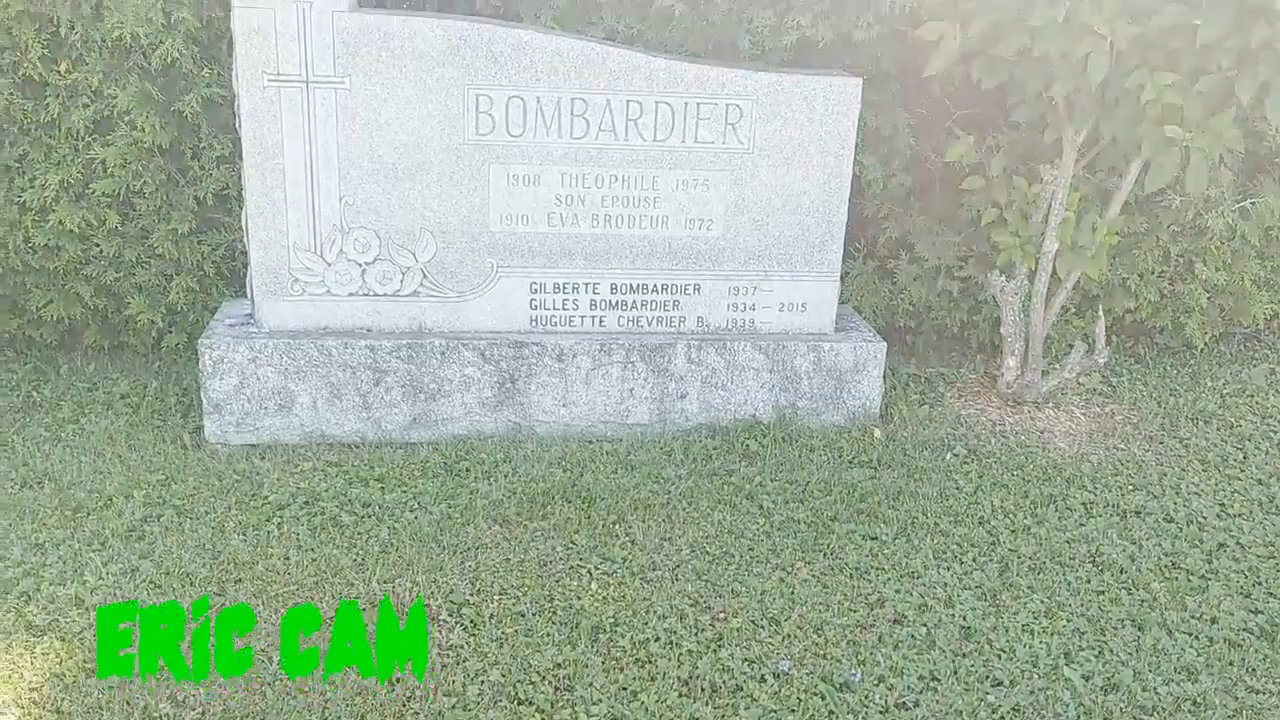 BOMBARDIER
1908 THEOPHILE 1975
SON EPOUSE
1910 EVA BRODEUR 1972
GILBERTE BOMBARDIER 1937 —
GILLES BOMBARDIER 1934 — 2015
HUGUETTE CHEVRIER B. 1939 —
ERIC CAM